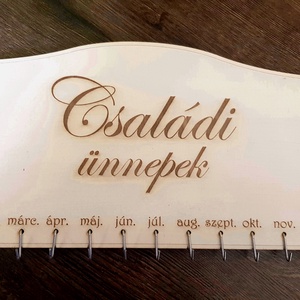 Családi
ünnepek
márc. ápr. máj. jún. júl. aug. szept. okt. nov.